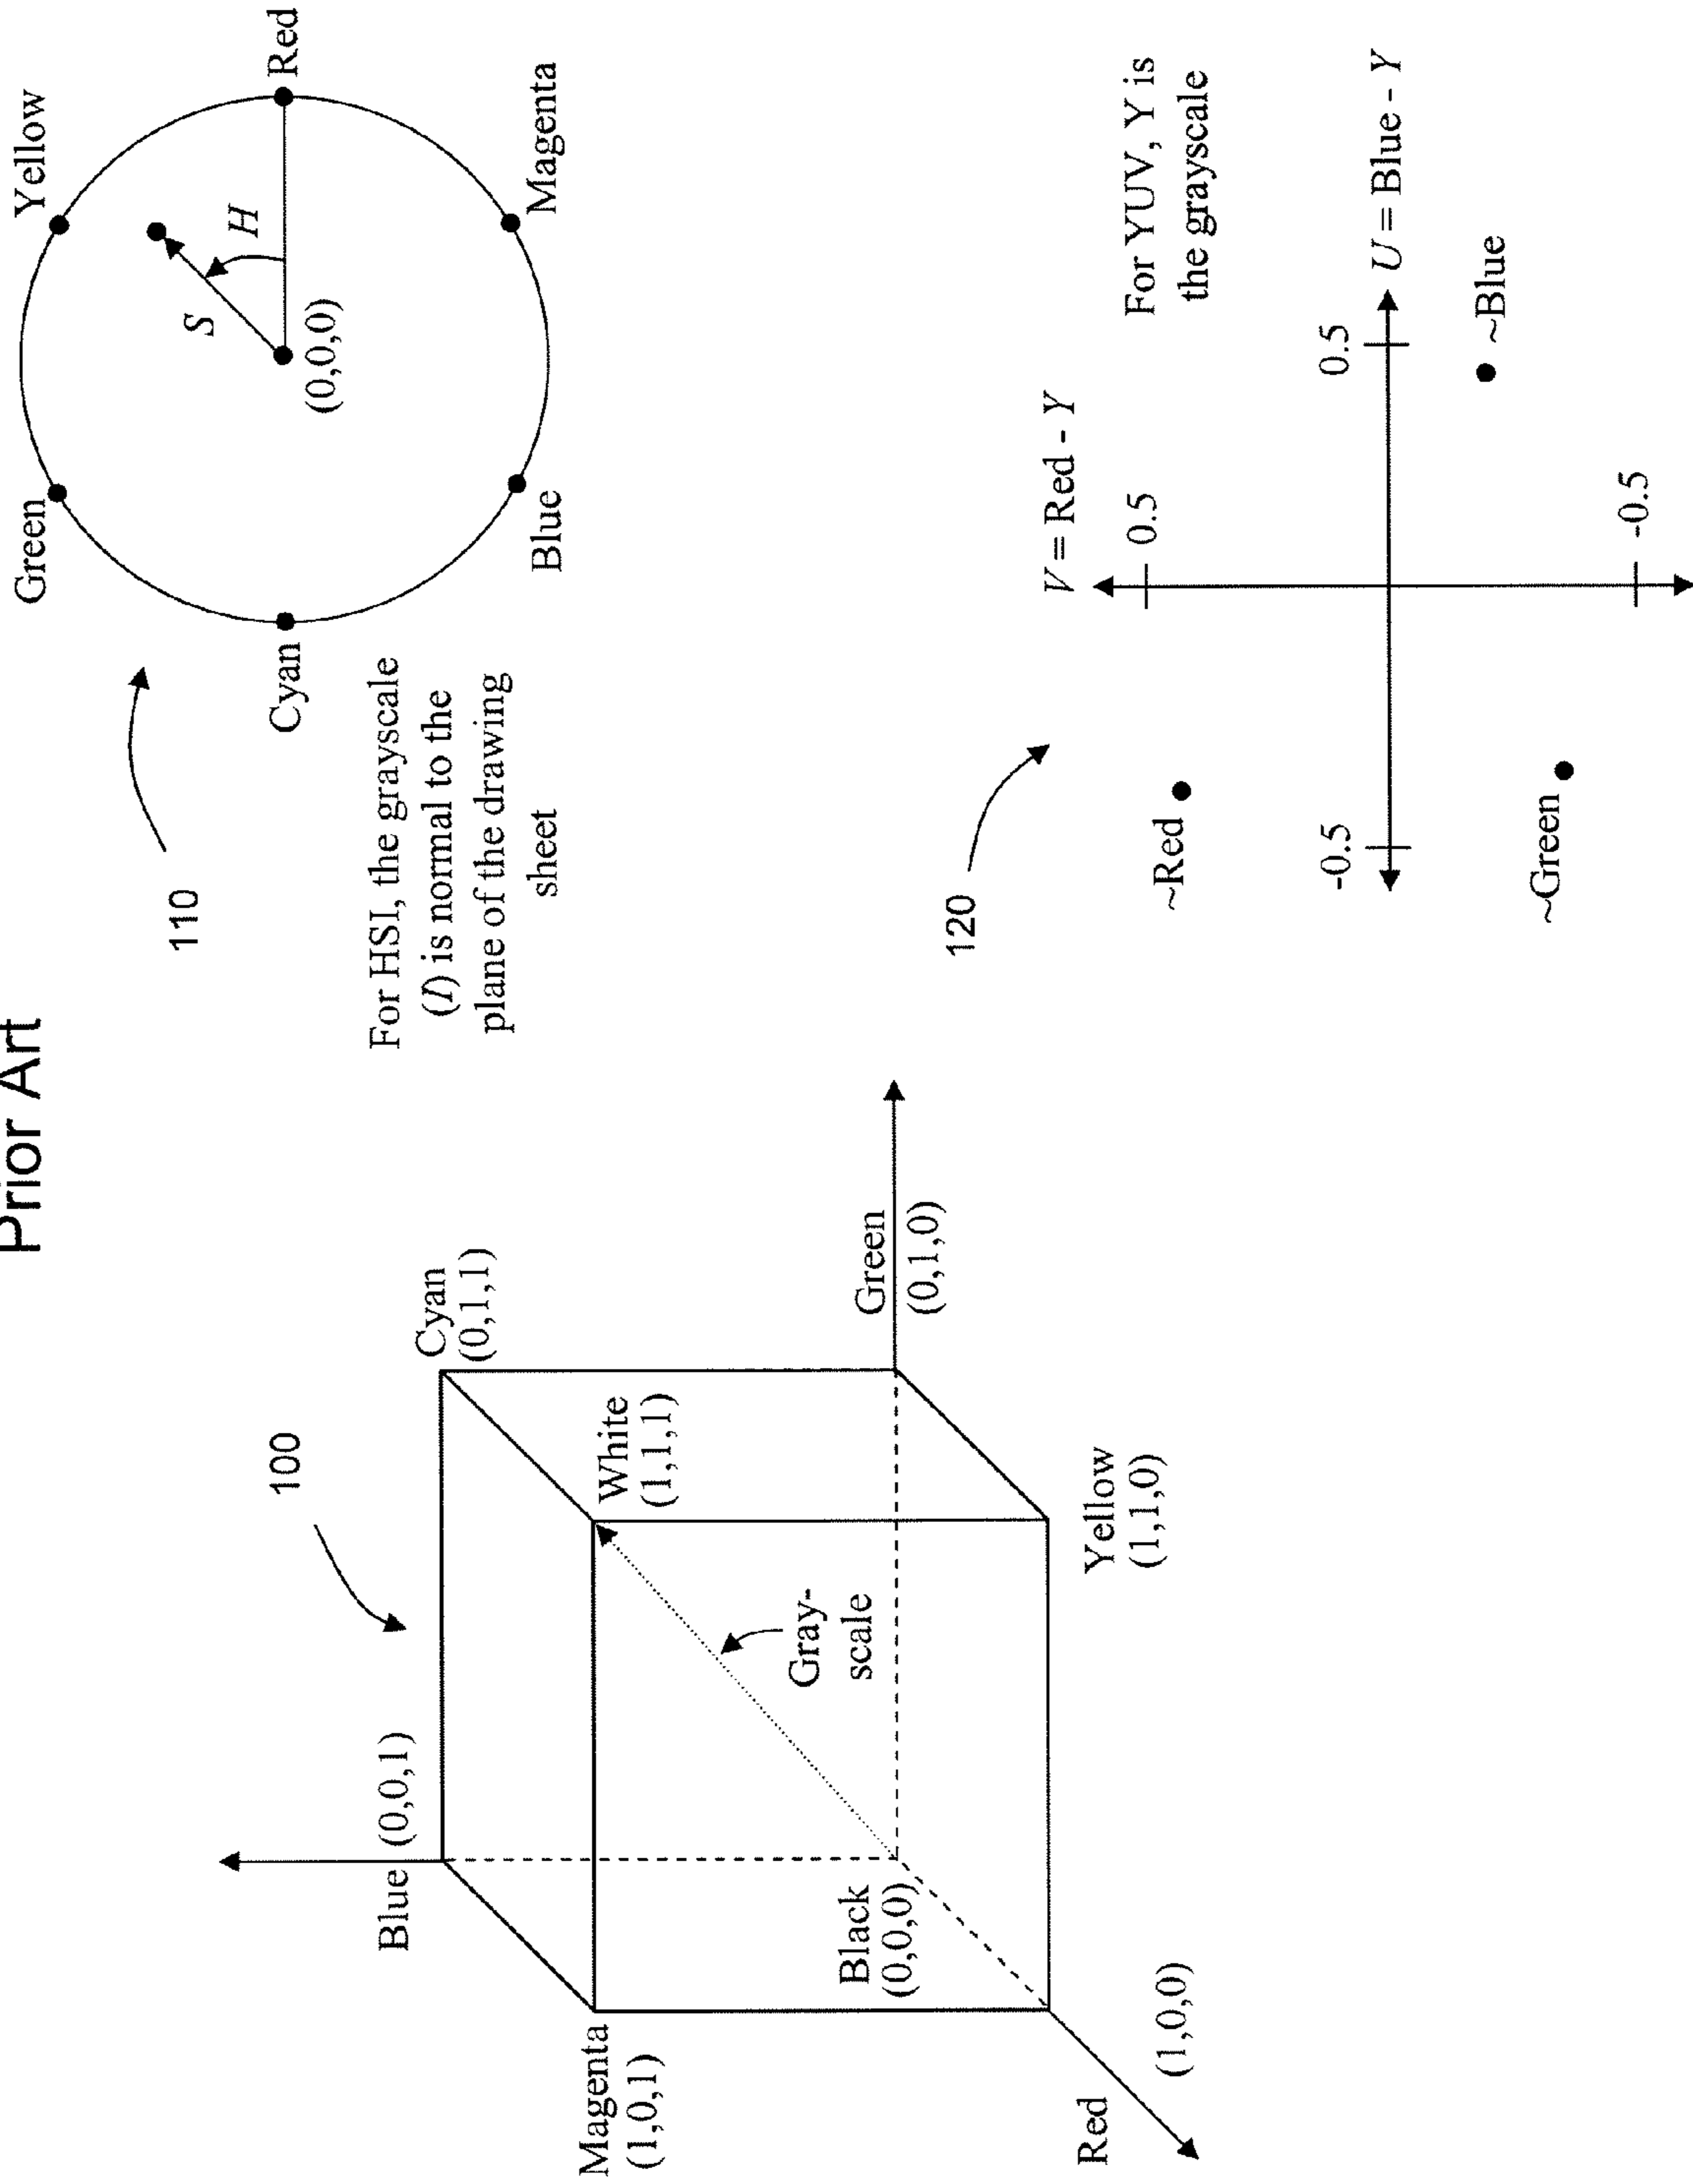 Prior Art
100
Blue (0,0,1)
Cyan
(0,1,1)
White
(1,1,1)
Magenta
(1,0,1)
Gray-
scale
Black
(0,0,0)
Green
(0,1,0)
Yellow
(1,1,0)
Red
(1,0,0)
110
Green
Yellow
S
H
Cyan
(0,0,0)
Red
Blue
Magenta
For HSI, the grayscale
(I) is normal to the
plane of the drawing
sheet
120
V = Red - Y
For YUV, Y is
the grayscale
0.5
~Red
-0.5
0.5
U = Blue - Y
~Blue
~Green
-0.5